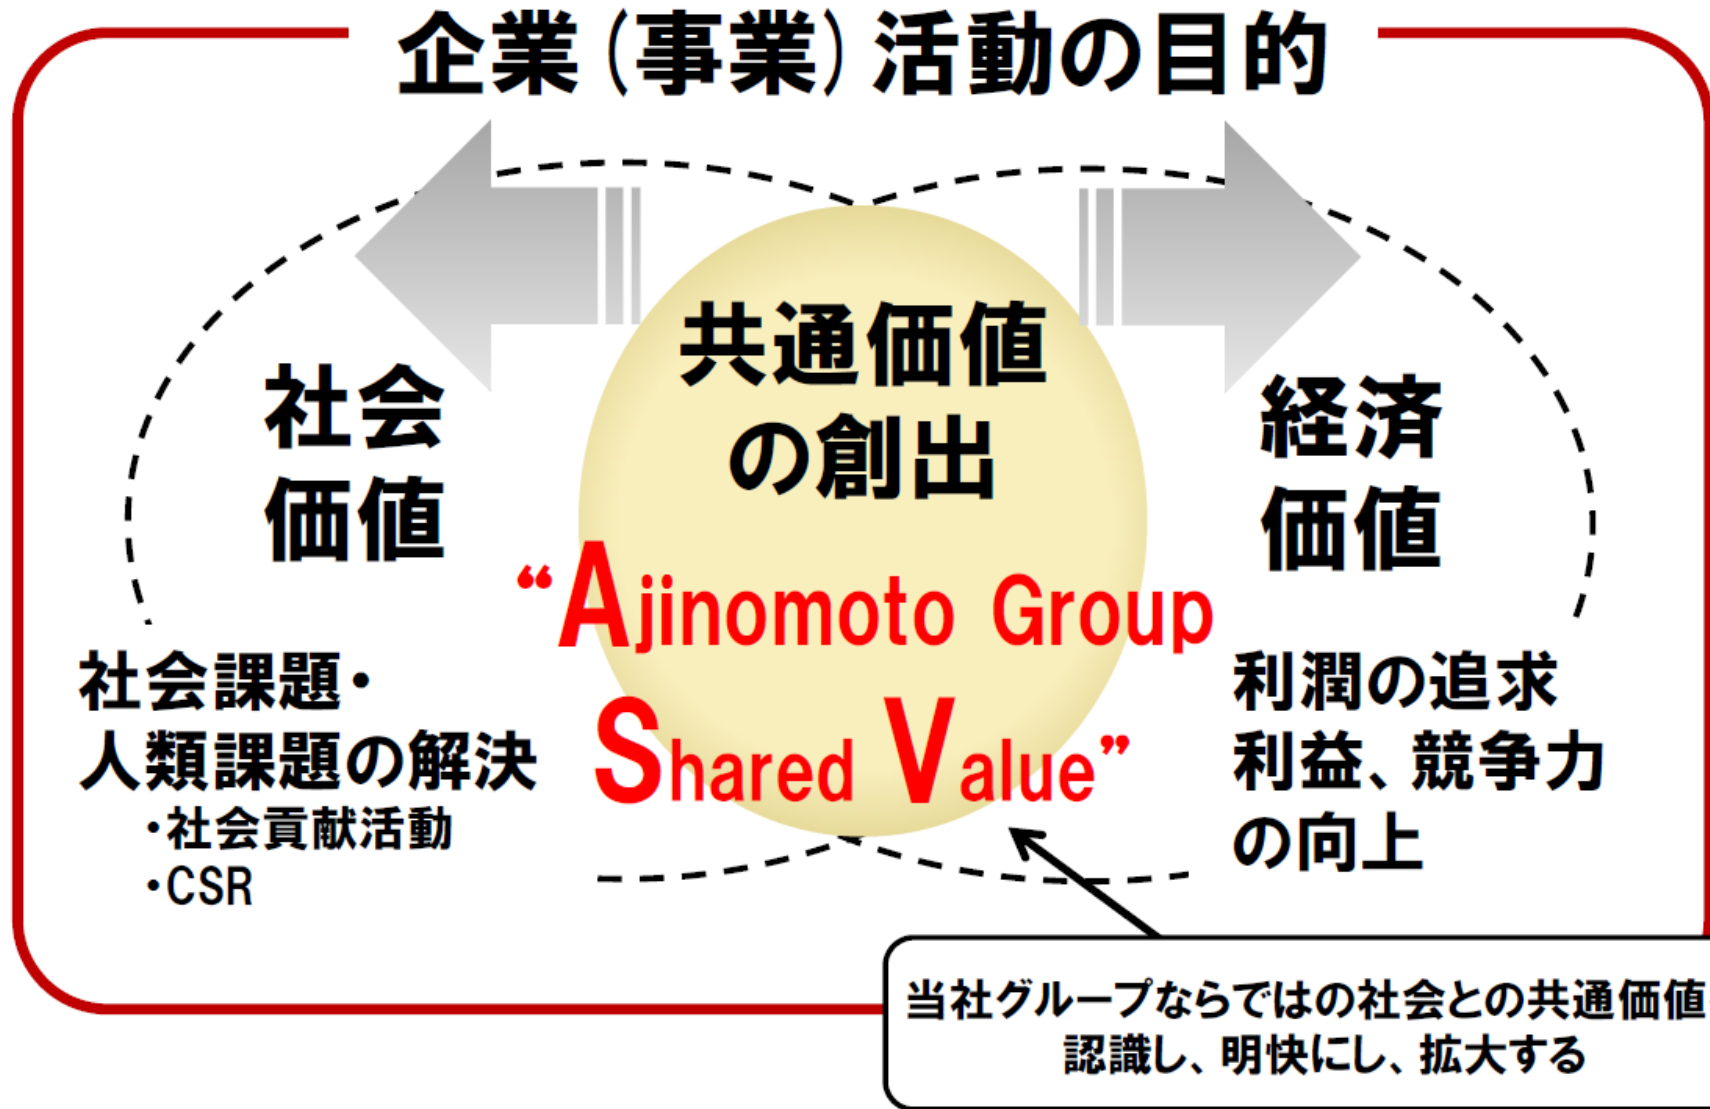 企業(事業)活動の目的
共通価値
の創出
“Ajinomoto Group
Shared Value”
社会
価値
社会課題・
人類課題の解決
・社会貢献活動
・CSR
経済
価値
利潤の追求
利益、競争力
の向上
当社グループならではの社会との共通価値
認識し、明快にし、拡大する